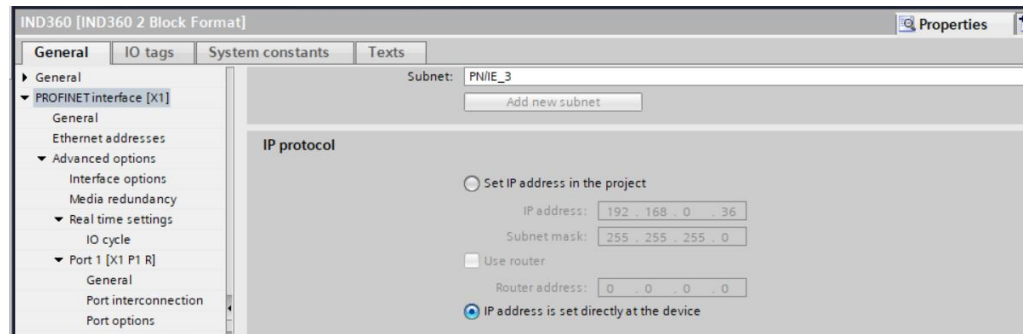 IND360 [IND360 2 Block Format]
Properties
General
IO tags
System constants
Texts
General
PROFINET interface [X1]
General
Ethernet addresses
Advanced options
Interface options
Media redundancy
Real time settings
IO cycle
Port 1 [X1 P1 R]
General
Port interconnection
Port options
Subnet: PN/IE_3
Add new subnet
IP protocol
Set IP address in the project
IP address: 192 . 168 . 0 . 36
Subnet mask: 255 . 255 . 255 . 0
Use router
Router address: 0 . 0 . 0 . 0
IP address is set directly at the device